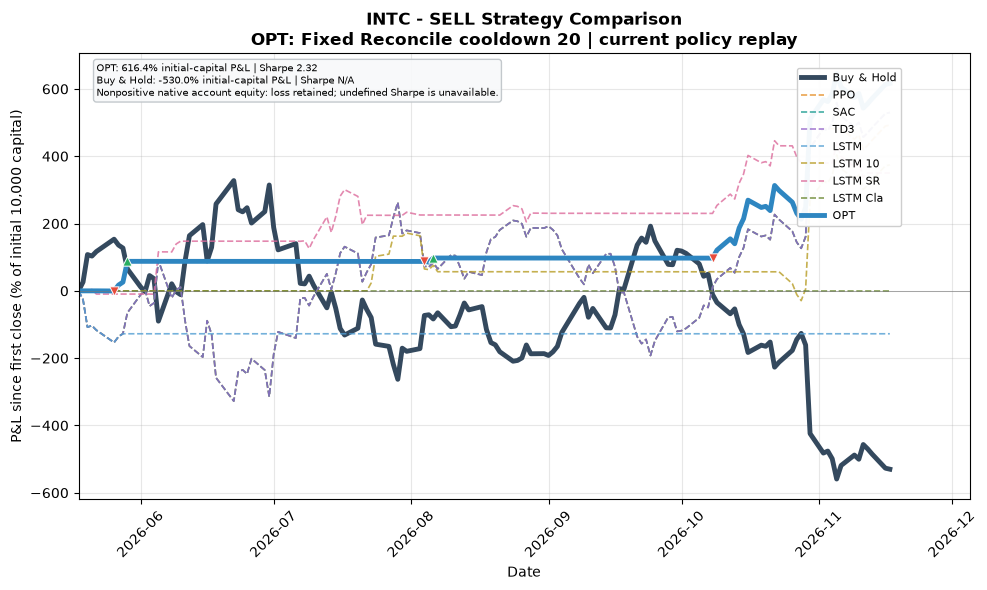 INTC - SELL Strategy Comparison
OPT: Fixed Reconcile cooldown 20 | current policy replay
OPT: 616.4% initial-capital P&L | Sharpe 2.32
Buy & Hold: -530.0% initial-capital P&L | Sharpe N/A
Nonpositive native account equity: loss retained; undefined Sharpe is unavailable.
Buy & Hold
PPO
SAC
TD3
LSTM
LSTM 10
LSTM SR
LSTM Cla
OPT
P&L since first close (% of initial 10,000 capital)
600
400
200
0
−200
−400
−600
2026-06
2026-07
2026-08
2026-09
2026-10
2026-11
2026-12
Date